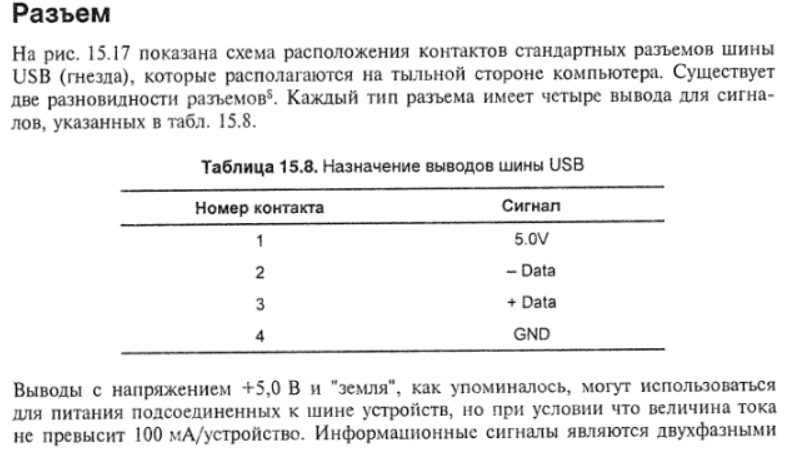 Разъем
На рис. 15.17 показана схема расположения контактов стандартных разъемов шины
USB (гнезда), которые располагаются на тыльной стороне компьютера. Существует
две разновидности разъемов⁸. Каждый тип разъема имеет четыре вывода для сигна-
лов, указанных в табл. 15.8.
Таблица 15.8. Назначение выводов шины USB
Номер контакта Сигнал
1 5.0V
2 – Data
3 + Data
4 GND
Выводы с напряжением +5,0 В и "земля", как упоминалось, могут использоваться
для питания подсоединенных к шине устройств, но при условии что величина тока
не превысит 100 мА/устройство. Информационные сигналы являются двухфазными